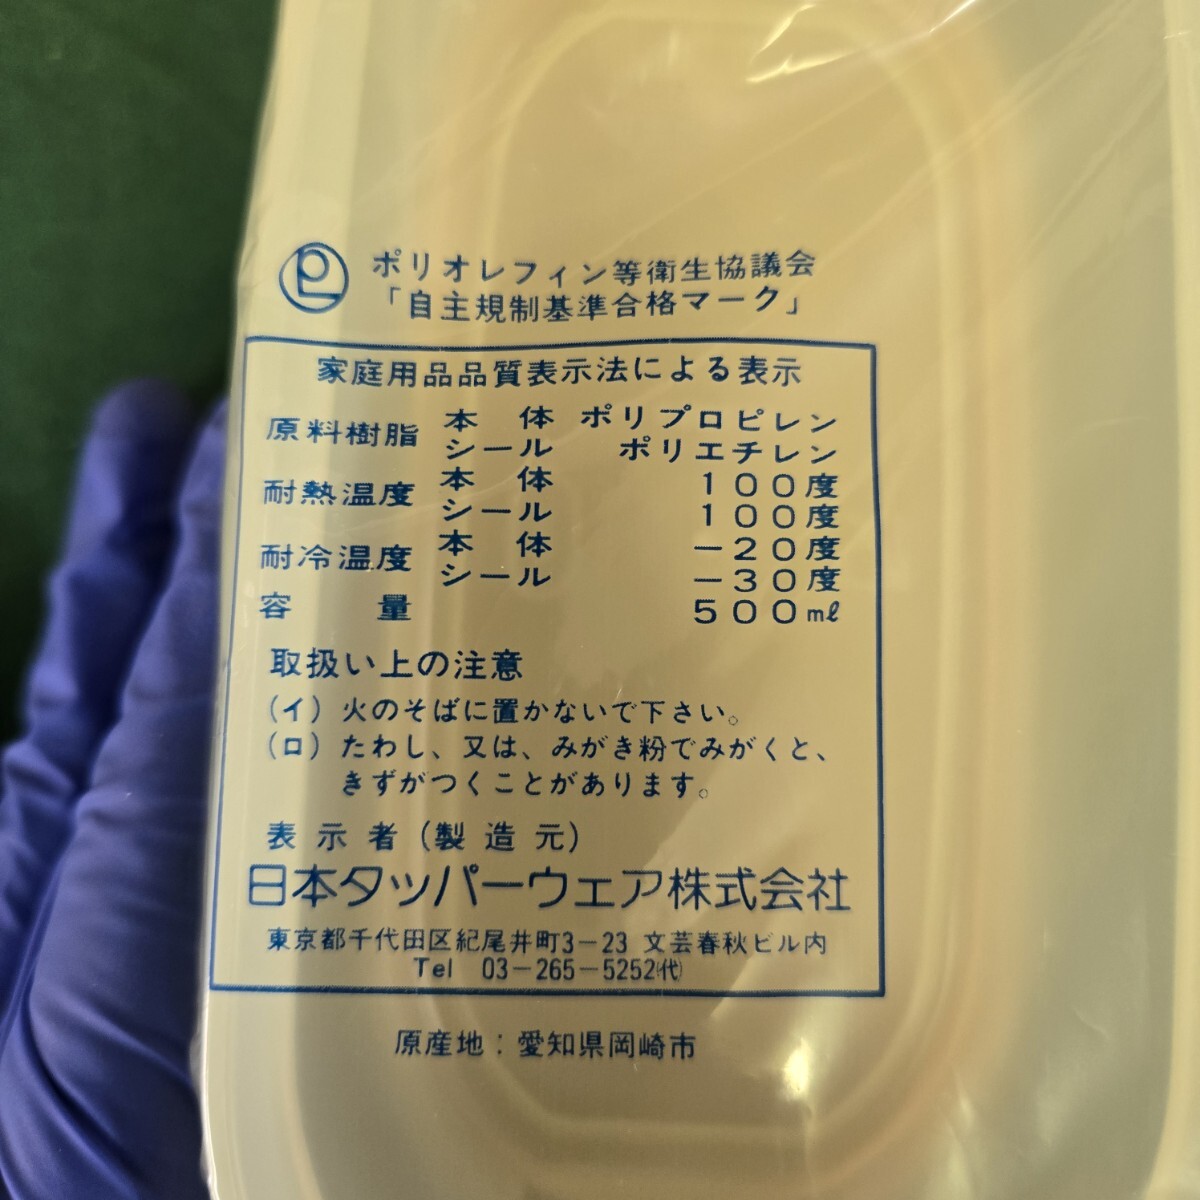 ポリオレフィン等衛生協議会
「自主規制基準合格マーク」
家庭用品品質表示法による表示
原料樹脂 本体 ポリプロピレン
シール ポリエチレン
耐熱温度 本体 100度
シール 100度
耐冷温度 本体 −20度
シール −30度
容量 500ml
取扱い上の注意
(イ) 火のそばに置かないで下さい。
(ロ) たわし、又は、みがき粉でみがくと、
きずがつくことがあります。
表示者(製造元)
日本タッパーウェア株式会社
東京都千代田区紀尾井町3−23 文芸春秋ビル内
Tel 03−265−5252(代)
原産地：愛知県岡崎市